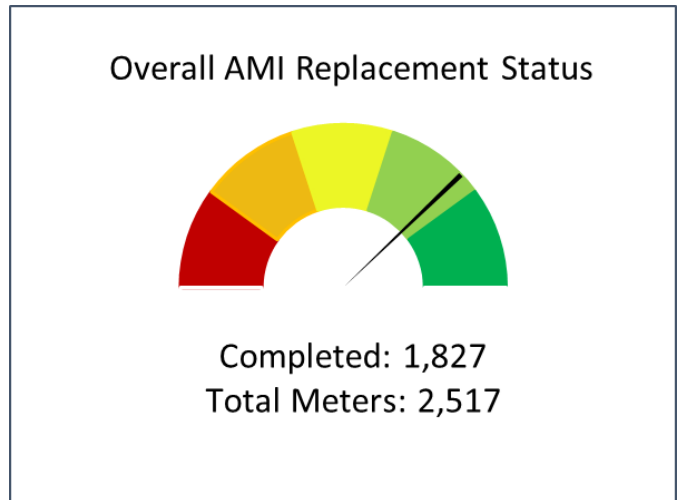 Overall AMI Replacement Status
Completed: 1,827
Total Meters: 2,517